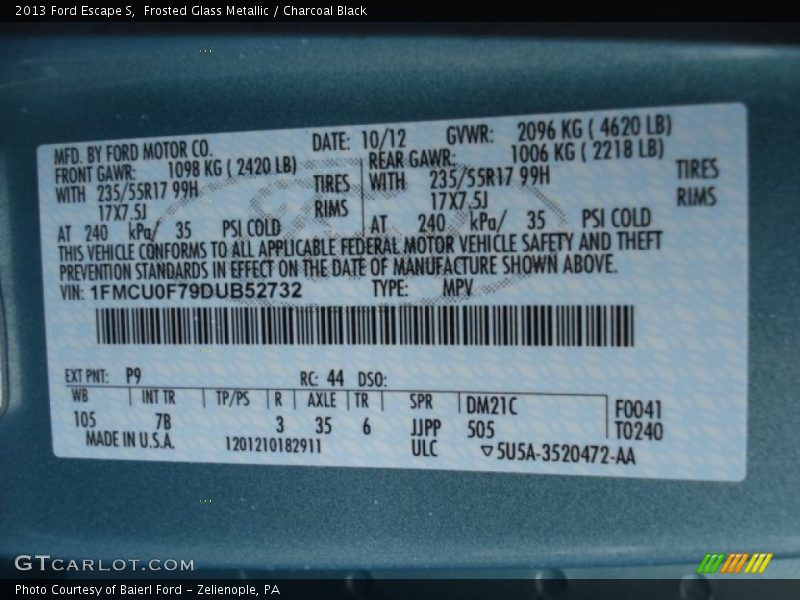 2013 Ford Escape S, Frosted Glass Metallic / Charcoal Black
MFD. BY FORD MOTOR CO. DATE: 10/12 GVWR: 2096 KG ( 4620 LB)
FRONT GAWR: 1098 KG ( 2420 LB) REAR GAWR: 1006 KG ( 2218 LB)
WITH 235/55R17 99H TIRES WITH 235/55R17 99H TIRES
17X7.5J RIMS 17X7.5J RIMS
AT 240 kPa/ 35 PSI COLD AT 240 kPa/ 35 PSI COLD
THIS VEHICLE CONFORMS TO ALL APPLICABLE FEDERAL MOTOR VEHICLE SAFETY AND THEFT
PREVENTION STANDARDS IN EFFECT ON THE DATE OF MANUFACTURE SHOWN ABOVE.
VIN: 1FMCU0F79DUB52732 TYPE: MPV
EXT PNT: P9 RC: 44 DSO:
WB INT TR TP/PS R AXLE TR SPR DM21C F0041
105 7B 3 35 6 JJPP 505 T0240
MADE IN U.S.A. 1201210182911 ULC ▽5U5A-3520472-AA
GTCARLOT.COM
Photo Courtesy of Baierl Ford - Zelienople, PA